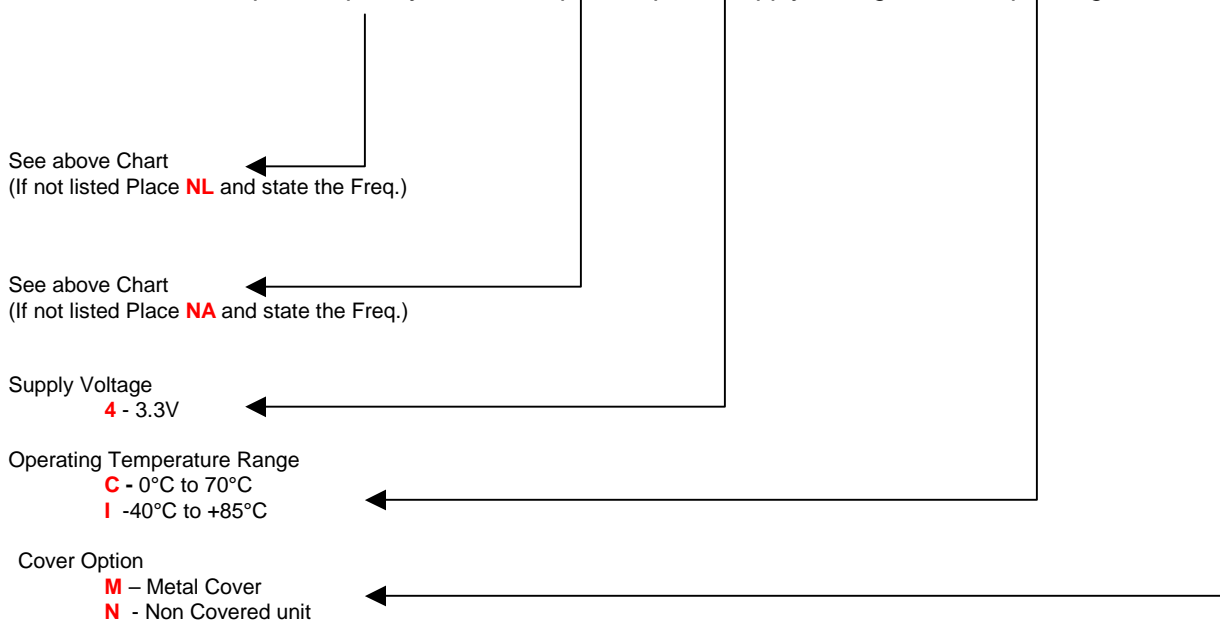 See above Chart
(If not listed Place NL and state the Freq.)
See above Chart
(If not listed Place NA and state the Freq.)
Supply Voltage
4 - 3.3V
Operating Temperature Range
C - 0°C to 70°C
I -40°C to +85°C
Cover Option
M – Metal Cover
N - Non Covered unit